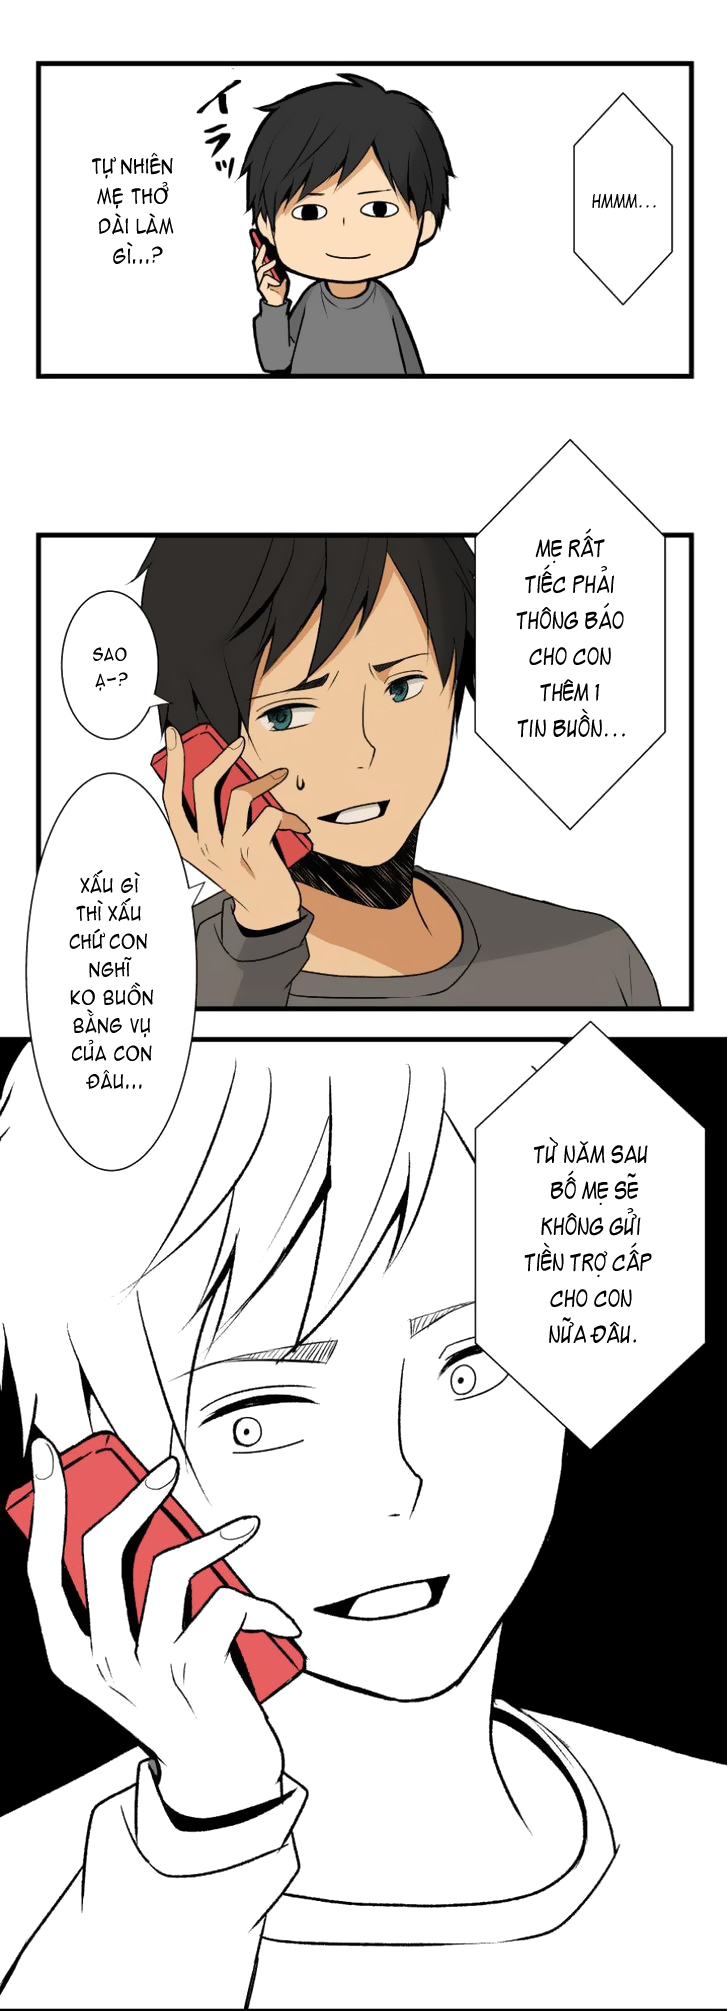 HMMM...
イラッ
TỰ NHIÊN
MẸ THỞ
DÀI LÀM
GÌ...?
MẸ RẤT
TIẾC PHẢI
THÔNG BÁO
CHO CON
THÊM 1
TIN BUỒN...
SAO
Ạ-?
XẤU GÌ
THÌ XẤU
CHỨ CON
NGHĨ
KO BUỒN
BẰNG VỤ
CỦA CON
ĐÂU...
TỪ NĂM SAU
BỐ MẸ SẼ
KHÔNG GỬI
TIỀN TRỢ CẤP
CHO CON
NỮA ĐÂU.